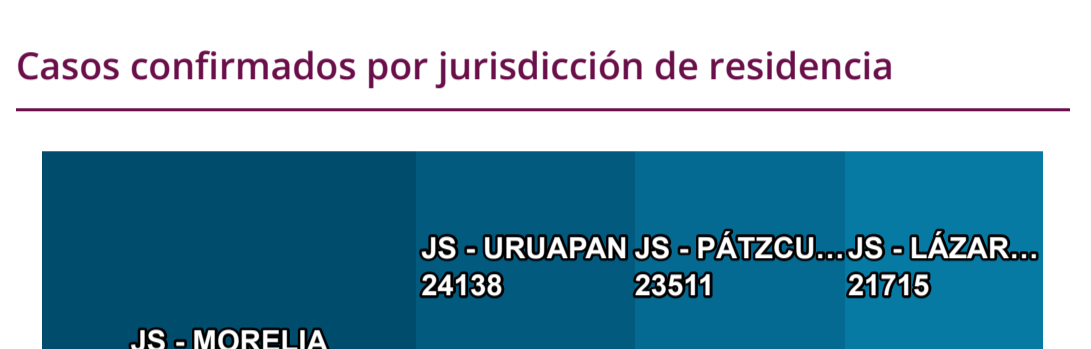 Casos confirmados por jurisdicción de residencia
JS - URUAPAN
24138
JS - PÁTZCU...
23511
JS - LÁZAR...
21715
JS - MORELIA